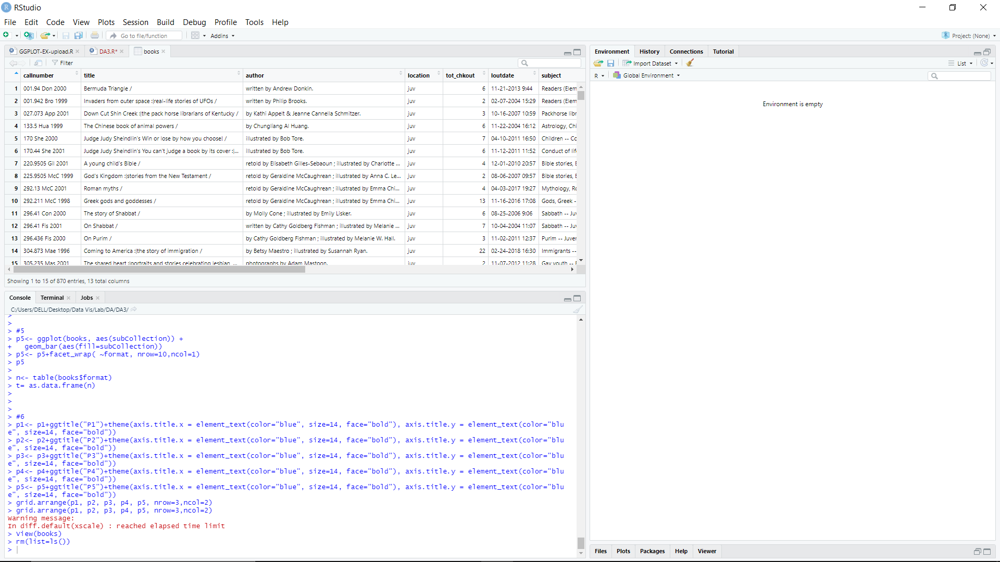 RStudio
File Edit Code View Plots Session Build Debug Profile Tools Help
Go to file/function Addins Project: (None)
GGPLOT-EX-upload.R DA3.R* books
Filter
callnumber title author location tot_chkout loutdate subject
1 001.94 Don 2000 Bermuda Triangle / written by Andrew Donkin. juv 6 11-21-2013 9:44 Readers (Elem
2 001.942 Bro 1999 Invaders from outer space :|real-life stories of UFOs / written by Philip Brooks. juv 2 02-07-2004 15:29 Readers (Elem
3 027.073 App 2001 Down Cut Shin Creek :|the pack horse librarians of Kentucky / by Kathi Appelt & Jeanne Cannella Schmitzer. juv 3 10-16-2007 10:59 Packhorse libr
4 133.5 Hua 1999 The Chinese book of animal powers / by Chungliang Al Huang. juv 6 11-22-2004 16:12 Astrology, Chi
5 170 She 2000 Judge Judy Sheindlin's Win or lose by how you choose! / illustrated by Bob Tore. juv 7 04-10-2011 16:50 Children -- Co
6 170.44 She 2001 Judge Judy Sheindlin's You can't judge a book by its cover :|... illustrated by Bob Tore. juv 6 11-12-2011 11:52 Conduct of lif
7 220.9505 Gil 2001 A young child's Bible / retold by Elisabeth Gilles-Sebaoun ; illustrated by Charlotte ... juv 4 12-01-2010 20:57 Bible stories, E
8 225.9505 McC 1999 God's Kingdom :|stories from the New Testament / retold by Geraldine McCaughrean ; illustrated by Anna C. Le... juv 2 08-06-2007 09:57 Bible stories, E
9 292.13 McC 2001 Roman myths / retold by Geraldine McCaughrean ; illustrated by Emma Chi... juv 4 04-03-2017 19:27 Mythology, Ro
10 292.211 McC 1998 Greek gods and goddesses / retold by Geraldine McCaughrean ; illustrated by Emma Chi... juv 13 11-16-2016 17:08 Gods, Greek -
11 296.41 Con 2000 The story of Shabbat / by Molly Cone ; illustrated by Emily Lisker. juv 6 08-25-2006 9:06 Sabbath -- Juv
12 296.41 Fis 2001 On Shabbat / written by Cathy Goldberg Fishman ; illustrated by Melanie ... juv 7 10-04-2004 11:07 Sabbath -- Juv
13 296.436 Fis 2000 On Purim / by Cathy Goldberg Fishman ; illustrated by Melanie W. Hall. juv 3 11-02-2011 12:37 Purim -- Juver
14 304.873 Mae 1996 Coming to America :|the story of immigration / by Betsy Maestro ; illustrated by Susannah Ryan. juv 22 02-24-2018 16:30 Immigrants --
15 305.235 Mas 2001 The shared heart :|portraits and stories celebrating lesbian, ... photographs by Adam Mastoon. juv 2 11-07-2012 11:28 Gay youth -- F
Showing 1 to 15 of 870 entries, 13 total columns
Console Terminal Jobs
C:/Users/DELL/Desktop/Data Vis/Lab/DA/DA3/
>
>
> #5
> p5<- ggplot(books, aes(subCollection)) +
+   geom_bar(aes(fill=subCollection))
> p5<- p5+facet_wrap( ~format, nrow=10,ncol=1)
> p5
>
> n<- table(books$format)
> t= as.data.frame(n)
>
>
>
> #6
> p1<- p1+ggtitle("P1")+theme(axis.title.x = element_text(color="blue", size=14, face="bold"), axis.title.y = element_text(color="blu
e", size=14, face="bold"))
> p2<- p2+ggtitle("P2")+theme(axis.title.x = element_text(color="blue", size=14, face="bold"), axis.title.y = element_text(color="blu
e", size=14, face="bold"))
> p3<- p3+ggtitle("P3")+theme(axis.title.x = element_text(color="blue", size=14, face="bold"), axis.title.y = element_text(color="blu
e", size=14, face="bold"))
> p4<- p4+ggtitle("P4")+theme(axis.title.x = element_text(color="blue", size=14, face="bold"), axis.title.y = element_text(color="blu
e", size=14, face="bold"))
> p5<- p5+ggtitle("P5")+theme(axis.title.x = element_text(color="blue", size=14, face="bold"), axis.title.y = element_text(color="blu
e", size=14, face="bold"))
> grid.arrange(p1, p2, p3, p4, p5, nrow=3,ncol=2)
> grid.arrange(p1, p2, p3, p4, p5, nrow=3,ncol=2)
Warning message:
In diff.default(xscale) : reached elapsed time limit
> View(books)
> rm(list=ls())
>
Environment History Connections Tutorial
Import Dataset List
R Global Environment
Environment is empty
Files Plots Packages Help Viewer